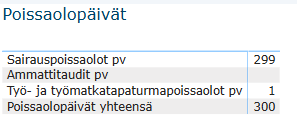 Poissaolopäivät
Sairauspoissaolot pv 299
Ammattitaudit pv
Työ- ja työmatkatapaturmapoissaolot pv 1
Poissaolopäivät yhteensä 300